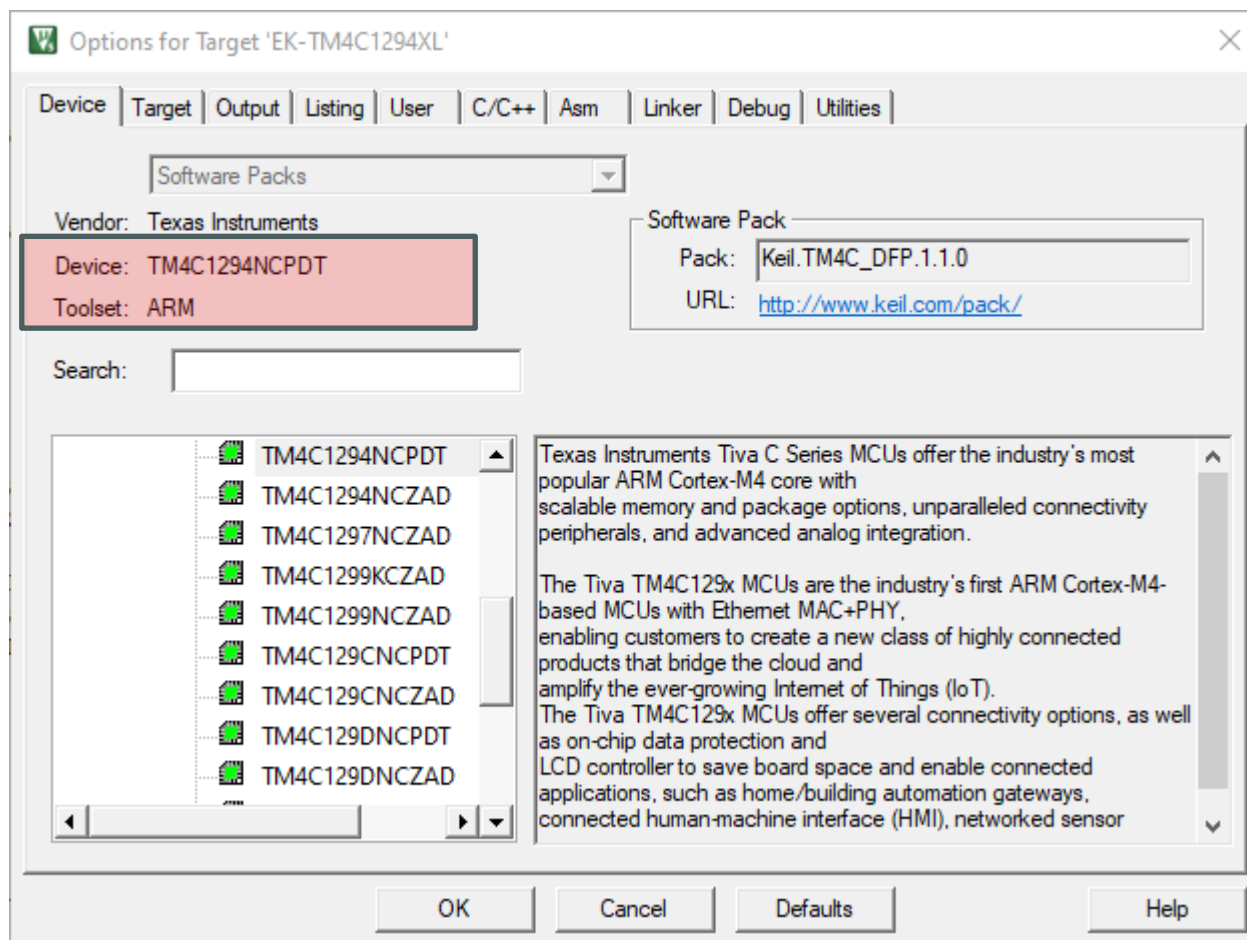 Options for Target 'EK-TM4C1294XL'
Device Target Output Listing User C/C++ Asm Linker Debug Utilities
Software Packs
Vendor: Texas Instruments
Device: TM4C1294NCPDT
Toolset: ARM
Software Pack
Pack: Keil.TM4C_DFP.1.1.0
URL: http://www.keil.com/pack/
Search:
TM4C1294NCPDT
TM4C1294NCZAD
TM4C1297NCZAD
TM4C1299KCZAD
TM4C1299NCZAD
TM4C129CNCPDT
TM4C129CNCZAD
TM4C129DNCPDT
TM4C129DNCZAD
Texas Instruments Tiva C Series MCUs offer the industry's most
popular ARM Cortex-M4 core with
scalable memory and package options, unparalleled connectivity
peripherals, and advanced analog integration.
The Tiva TM4C129x MCUs are the industry's first ARM Cortex-M4-
based MCUs with Ethernet MAC+PHY,
enabling customers to create a new class of highly connected
products that bridge the cloud and
amplify the ever-growing Internet of Things (IoT).
The Tiva TM4C129x MCUs offer several connectivity options, as well
as on-chip data protection and
LCD controller to save board space and enable connected
applications, such as home/building automation gateways,
connected human-machine interface (HMI), networked sensor
OK Cancel Defaults Help